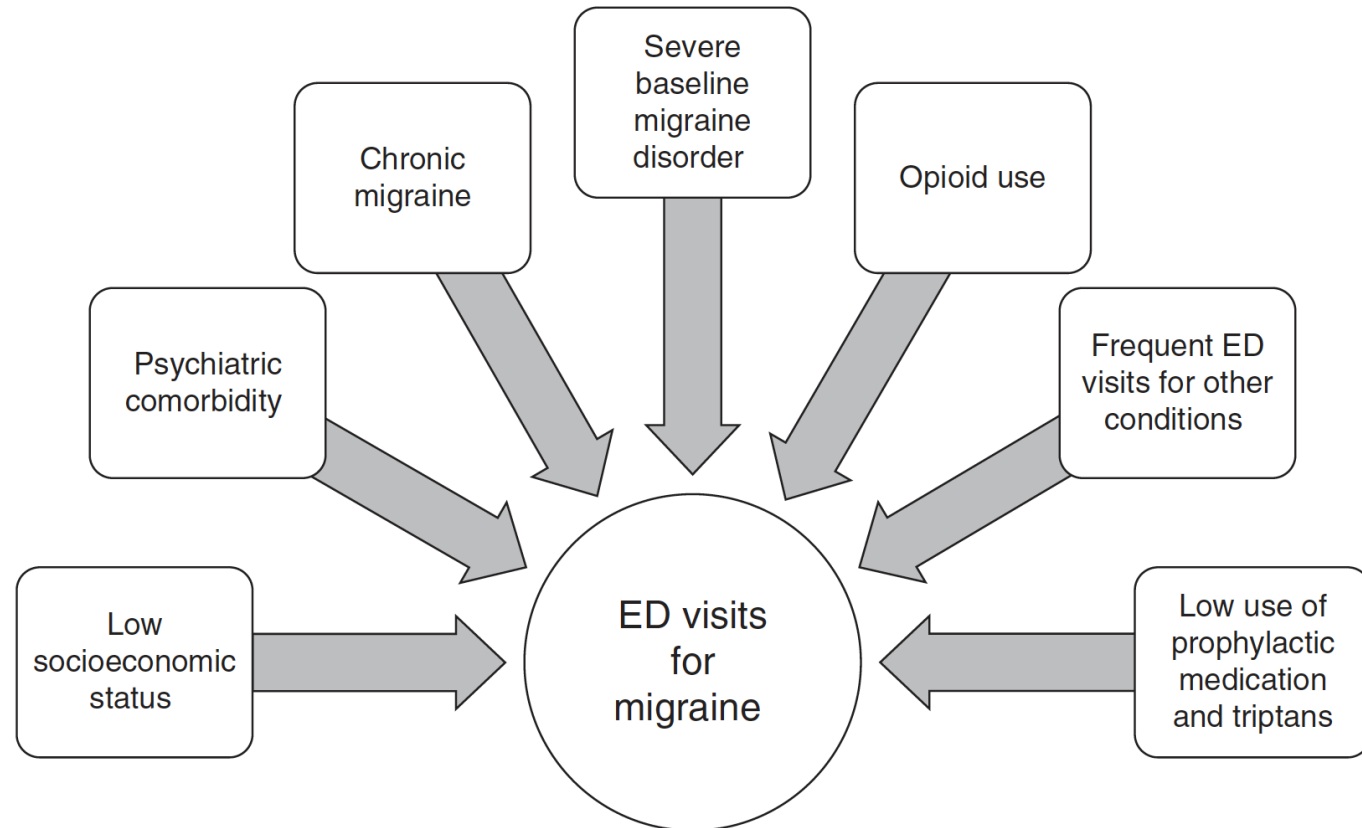 Severe
baseline
migraine
disorder
Chronic
migraine
Opioid use
Psychiatric
comorbidity
Frequent ED
visits for other
conditions
Low
socioeconomic
status
ED visits
for
migraine
Low use of
prophylactic
medication
and triptans